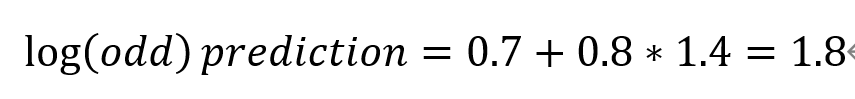 log(odd) prediction = 0.7 + 0.8 * 1.4 = 1.8